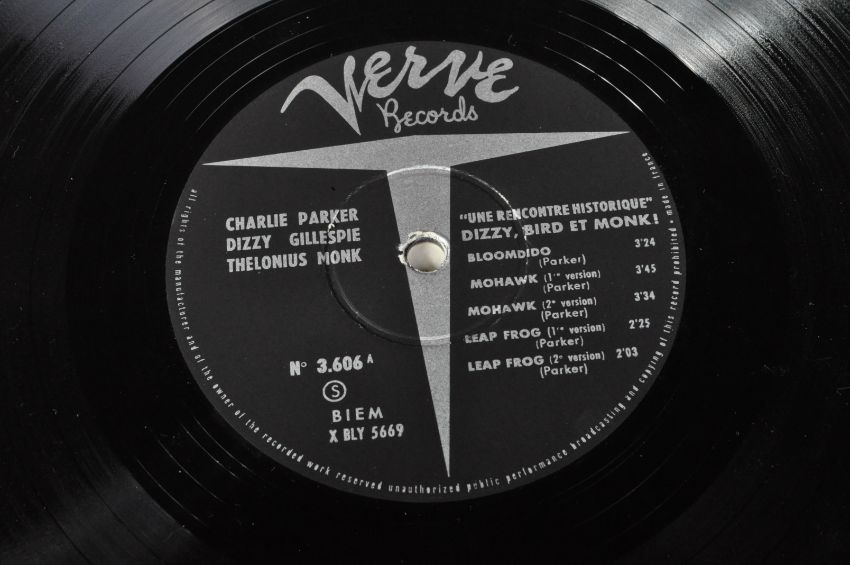 Verve
Records
CHARLIE PARKER
DIZZY GILLESPIE
THELONIUS MONK
"UNE RENCONTRE HISTORIQUE"
DIZZY, BIRD ET MONK!
BLOOMDIDO 3'24
(Parker)
MOHAWK (1re version) 3'45
(Parker)
MOHAWK (2e version) 3'34
(Parker)
LEAP FROG (1re version) 2'25
(Parker)
LEAP FROG (2e version) 2'03
(Parker)
N° 3.606 A
S
BIEM
X BLY 5669
all rights of the manufacturer and of the owner of the recorded work reserved unauthorized public performance broadcasting and copying of this record prohibited • made in france